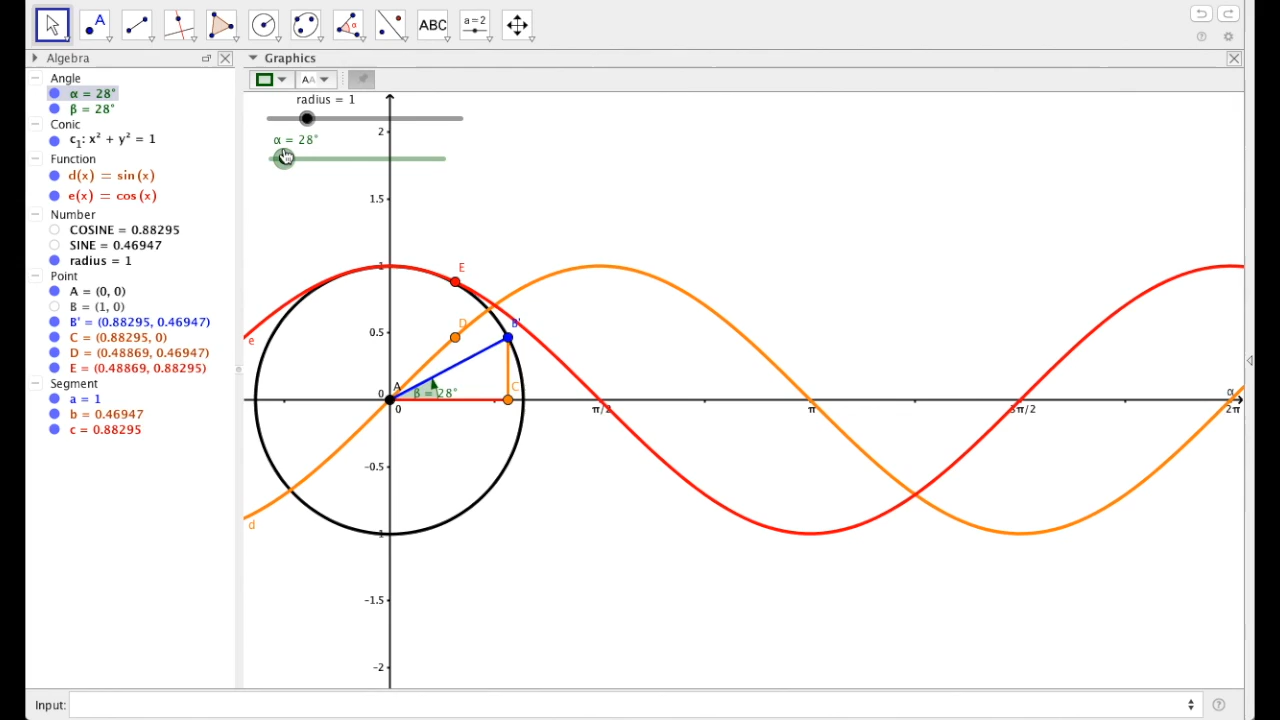 A
ABC
a=2
Algebra
Graphics
AA
Angle
α = 28°
β = 28°
Conic
c₁: x² + y² = 1
Function
d(x) = sin(x)
e(x) = cos(x)
Number
COSINE = 0.88295
SINE = 0.46947
radius = 1
Point
A = (0, 0)
B = (1, 0)
B' = (0.88295, 0.46947)
C = (0.88295, 0)
D = (0.48869, 0.46947)
E = (0.48869, 0.88295)
Segment
a = 1
b = 0.46947
c = 0.88295
radius = 1
α = 28°
2
1.5
1
0.5
0
-0.5
-1
-1.5
-2
E
D
B'
e
A
β = 28°
C
0
π/2
π
3π/2
2π
α
d
Input: